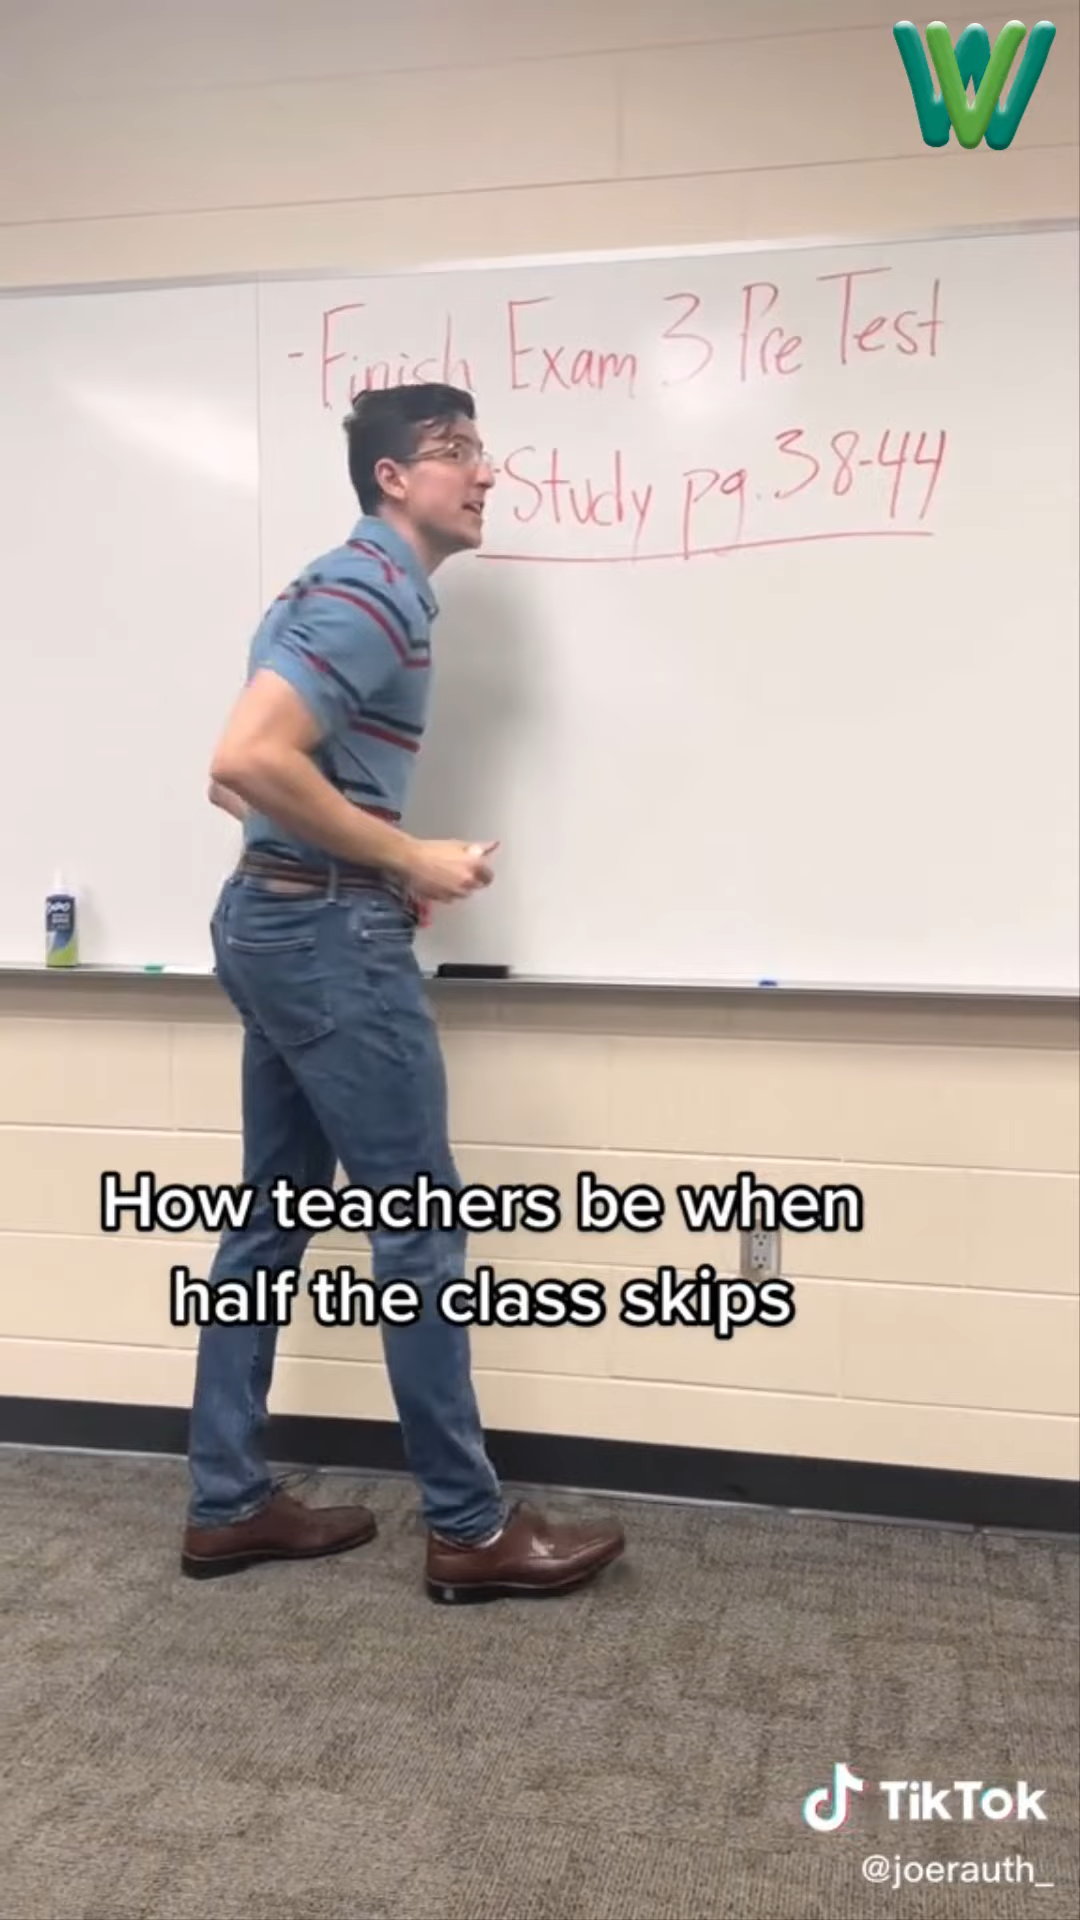 W
- Finish Exam 3 Pre Test
-Study pg. 38-44
EXPO
How teachers be when
half the class skips
TikTok
@joerauth_